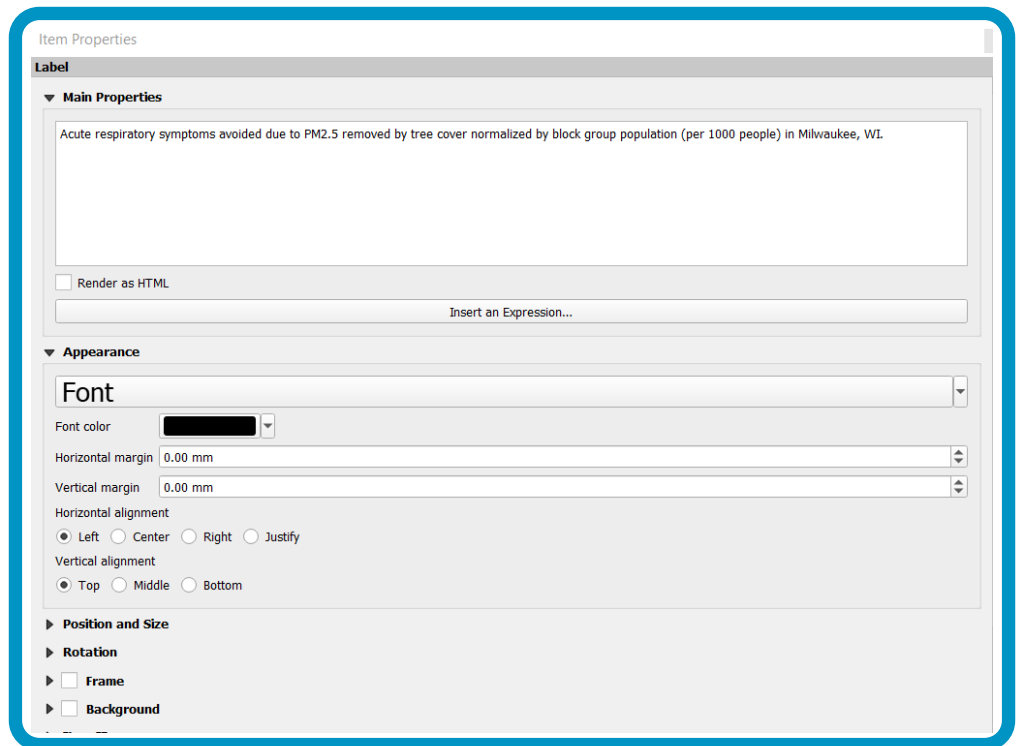 Item Properties
Label
Main Properties
Acute respiratory symptoms avoided due to PM2.5 removed by tree cover normalized by block group population (per 1000 people) in Milwaukee, WI.
Render as HTML
Insert an Expression...
Appearance
Font
Font color
Horizontal margin 0.00 mm
Vertical margin 0.00 mm
Horizontal alignment
Left Center Right Justify
Vertical alignment
Top Middle Bottom
Position and Size
Rotation
Frame
Background